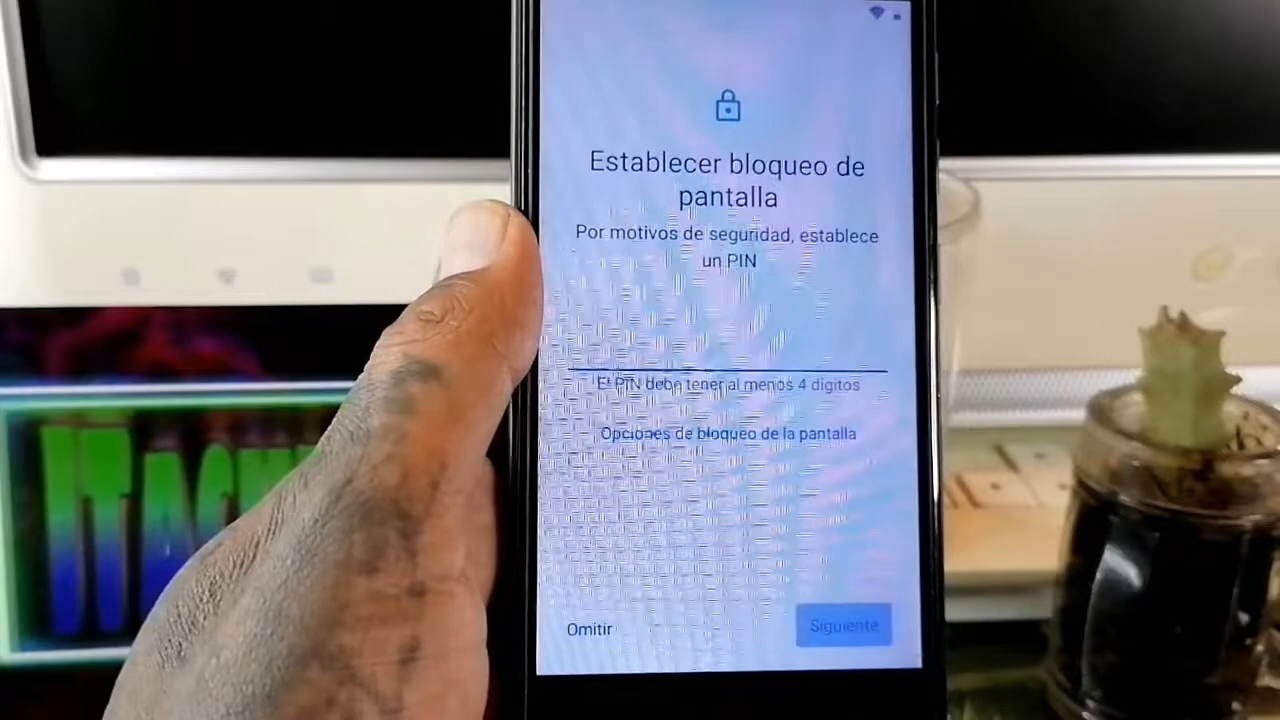 Establecer bloqueo de
pantalla
Por motivos de seguridad, establece
un PIN
El PIN debe tener al menos 4 dígitos
Opciones de bloqueo de la pantalla
Omitir
Siguiente